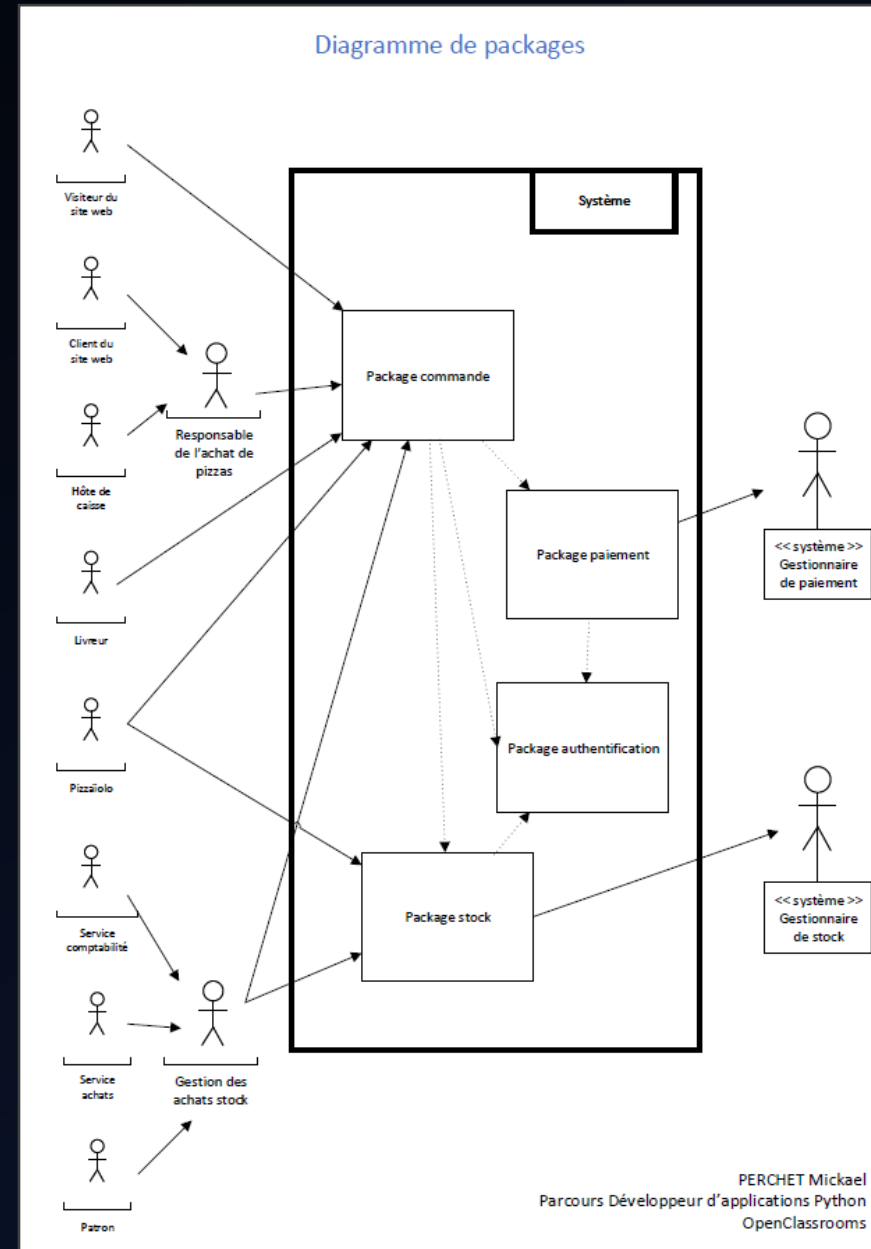 Diagramme de packages
Visiteur du
site web
Système
Client du
site web
Package commande
Responsable
de l'achat de
pizzas
Hôte de
caisse
Package paiement
<< système >>
Gestionnaire
de paiement
Livreur
Package authentification
Pizzaïolo
Package stock
<< système >>
Gestionnaire
de stock
Service
comptabilité
Service
achats
Gestion des
achats stock
Patron
PERCHET Mickael
Parcours Développeur d'applications Python
OpenClassrooms